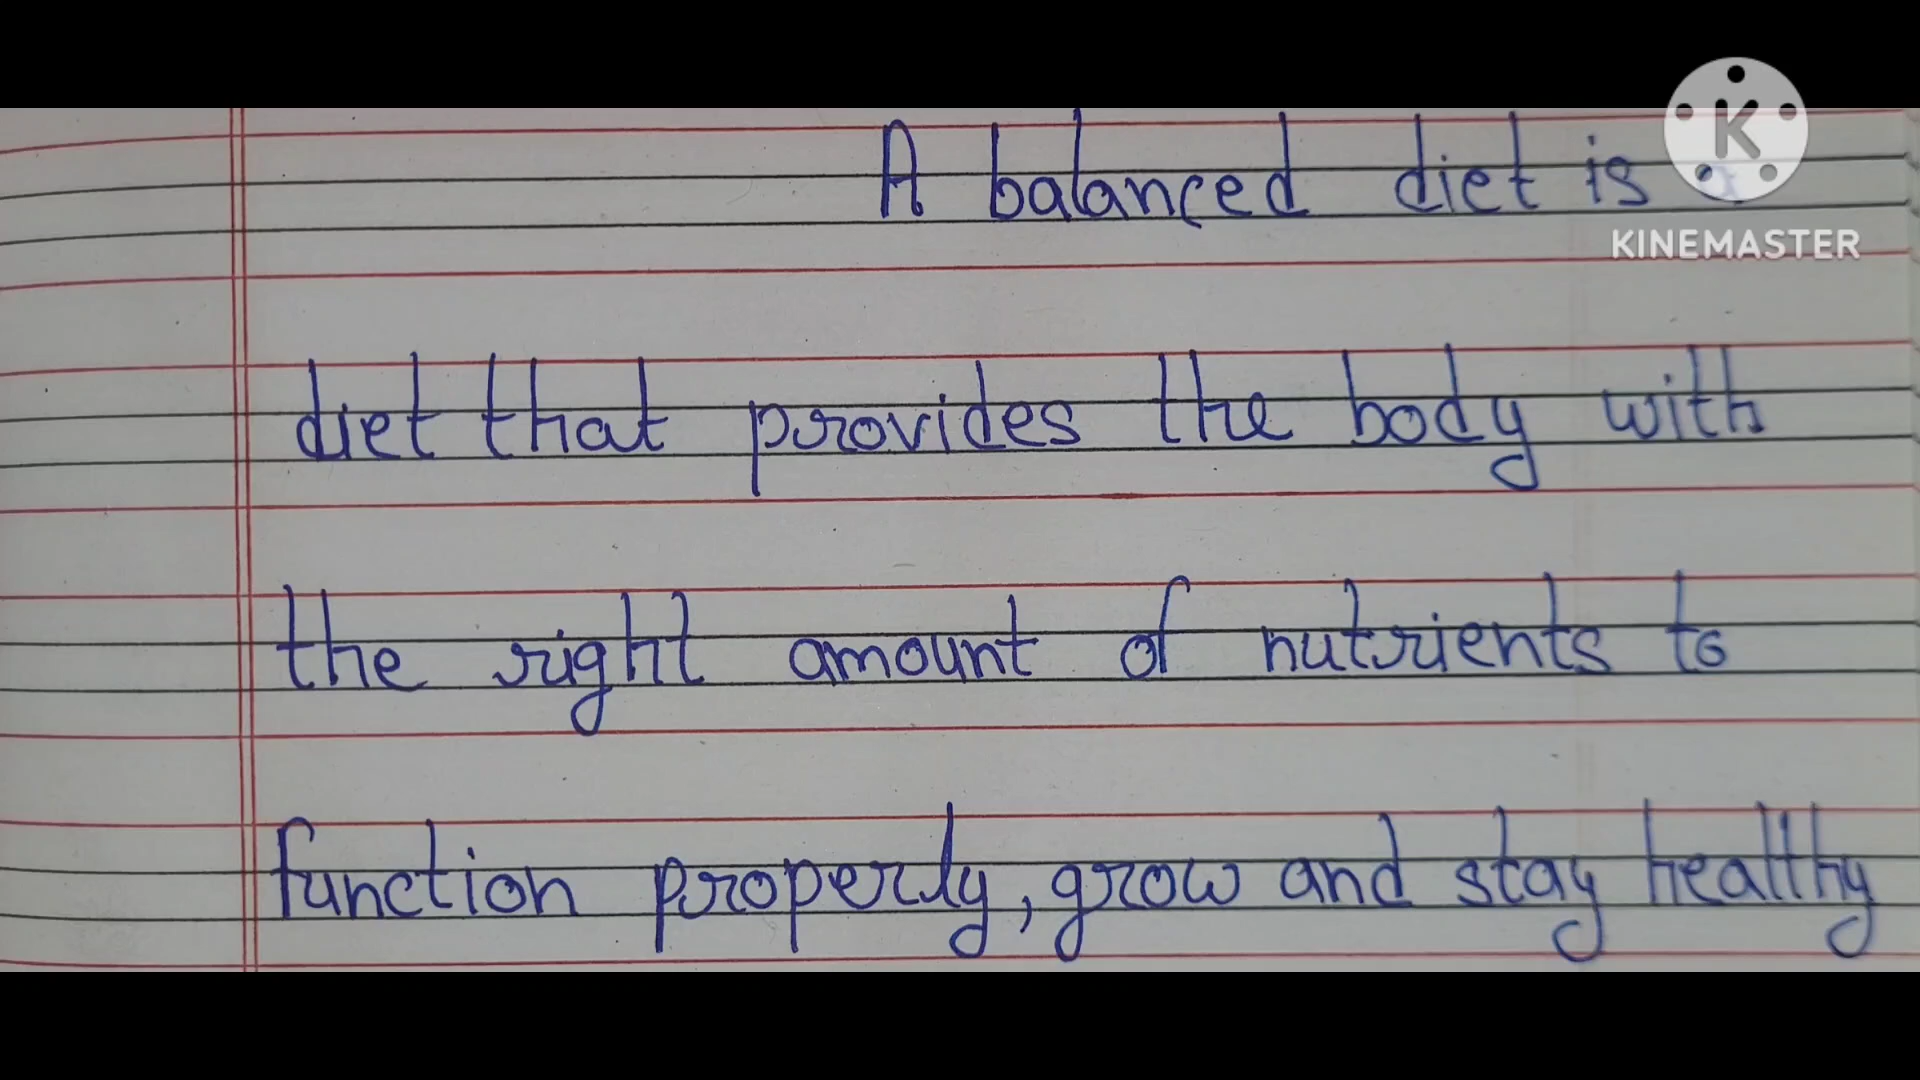 A balanced diet is a
KINEMASTER
diet that provides the body with
the right amount of nutrients to
function properly, grow and stay healthy